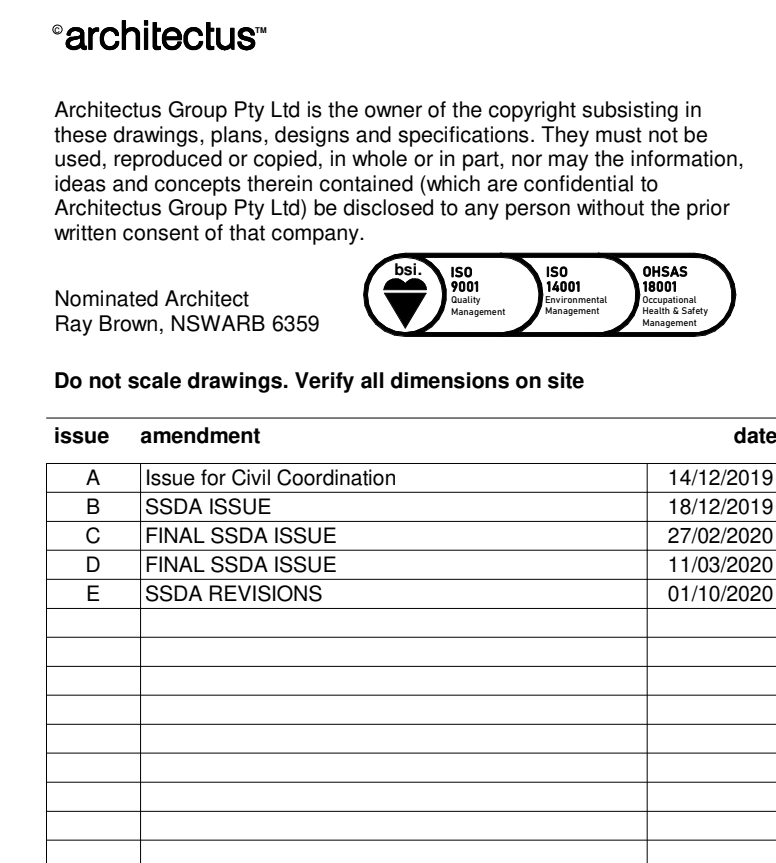 ©architectus™
Architectus Group Pty Ltd is the owner of the copyright subsisting in
these drawings, plans, designs and specifications. They must not be
used, reproduced or copied, in whole or in part, nor may the information,
ideas and concepts therein contained (which are confidential to
Architectus Group Pty Ltd) be disclosed to any person without the prior
written consent of that company.
Nominated Architect
Ray Brown, NSWARB 6359
bsi.
ISO
9001
Quality
Management
ISO
14001
Environmental
Management
OHSAS
18001
Occupational
Health & Safety
Management
Do not scale drawings. Verify all dimensions on site
issue amendment date
A Issue for Civil Coordination 14/12/2019
B SSDA ISSUE 18/12/2019
C FINAL SSDA ISSUE 27/02/2020
D FINAL SSDA ISSUE 11/03/2020
E SSDA REVISIONS 01/10/2020